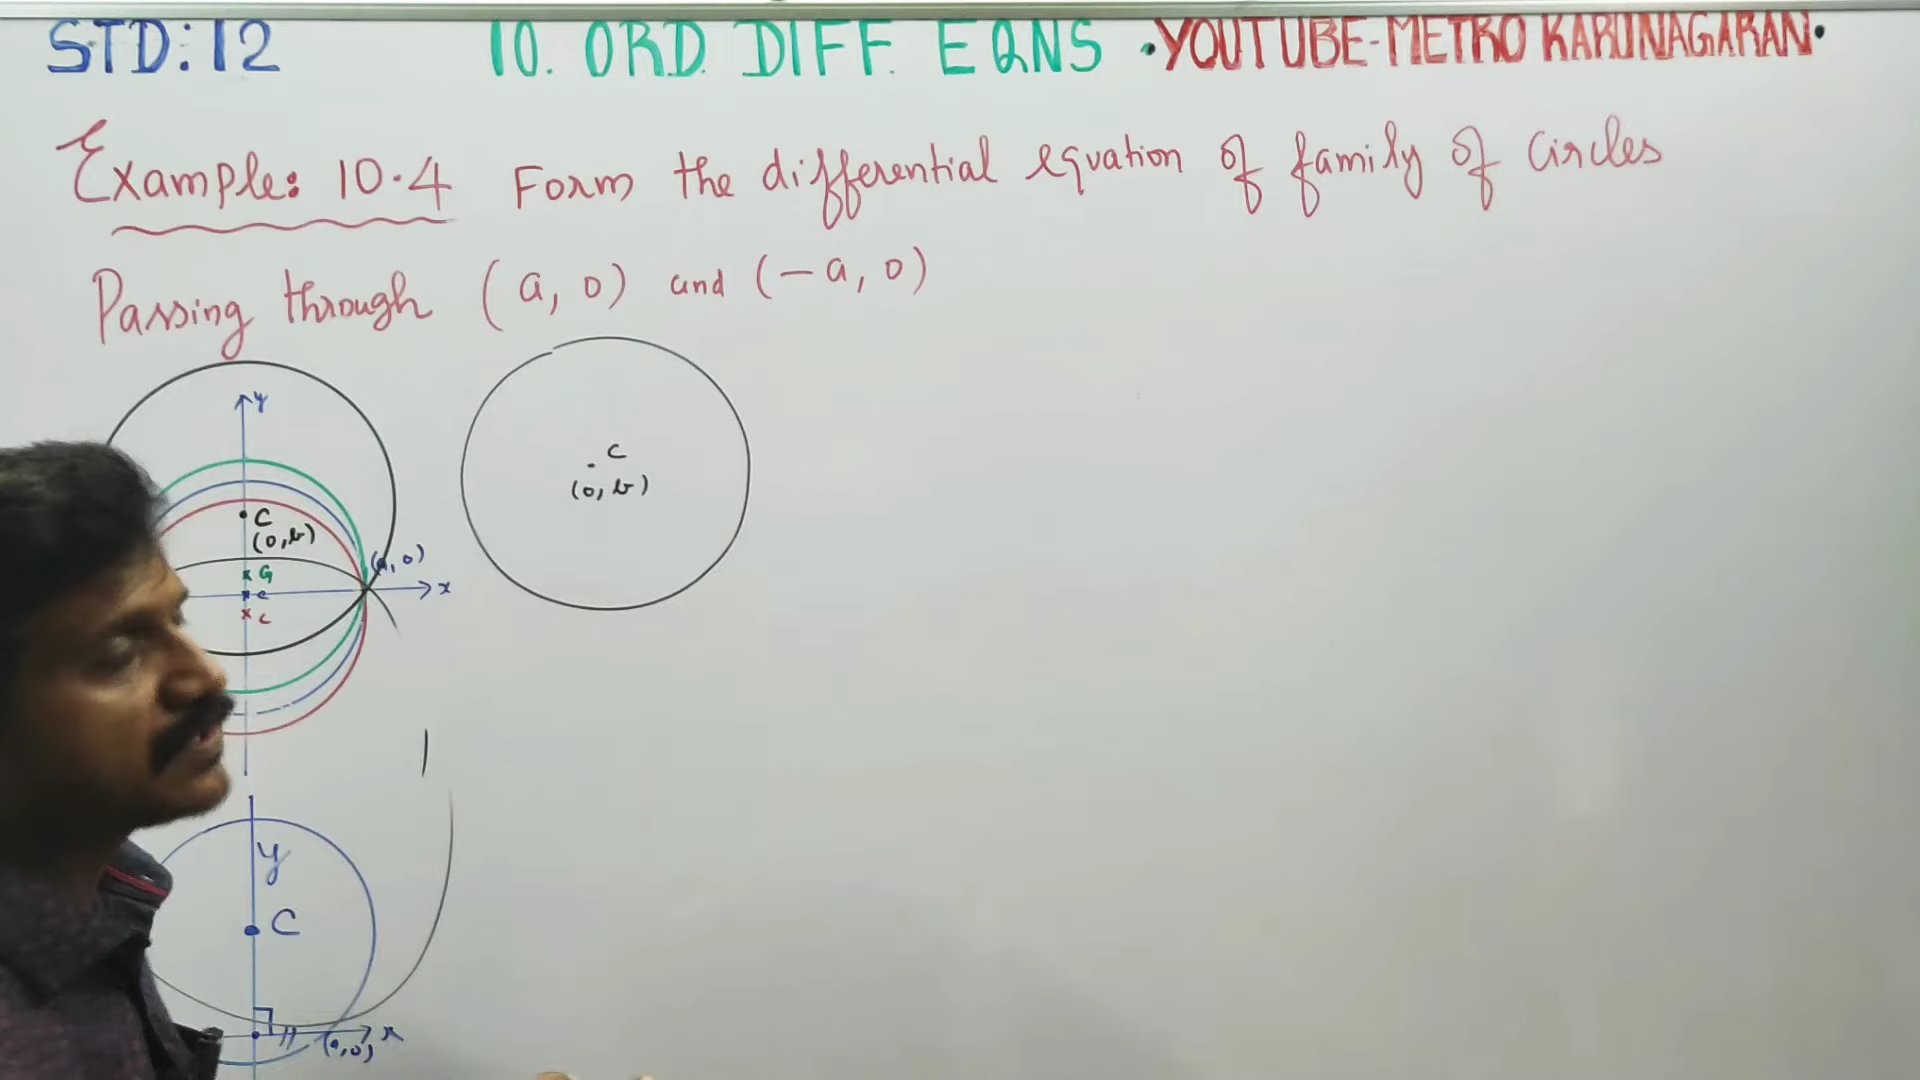 STD: 12 10. ORD. DIFF. EQNS • YOUTUBE-METRO KARUNAGARAN •
Example: 10.4 Form the differential equation of family of circles
Passing through (a, 0) and (-a, 0)
y
C
(0, b)
(a, 0)
x
C
C
C
(0, b)
y
C
x
(a, 0)